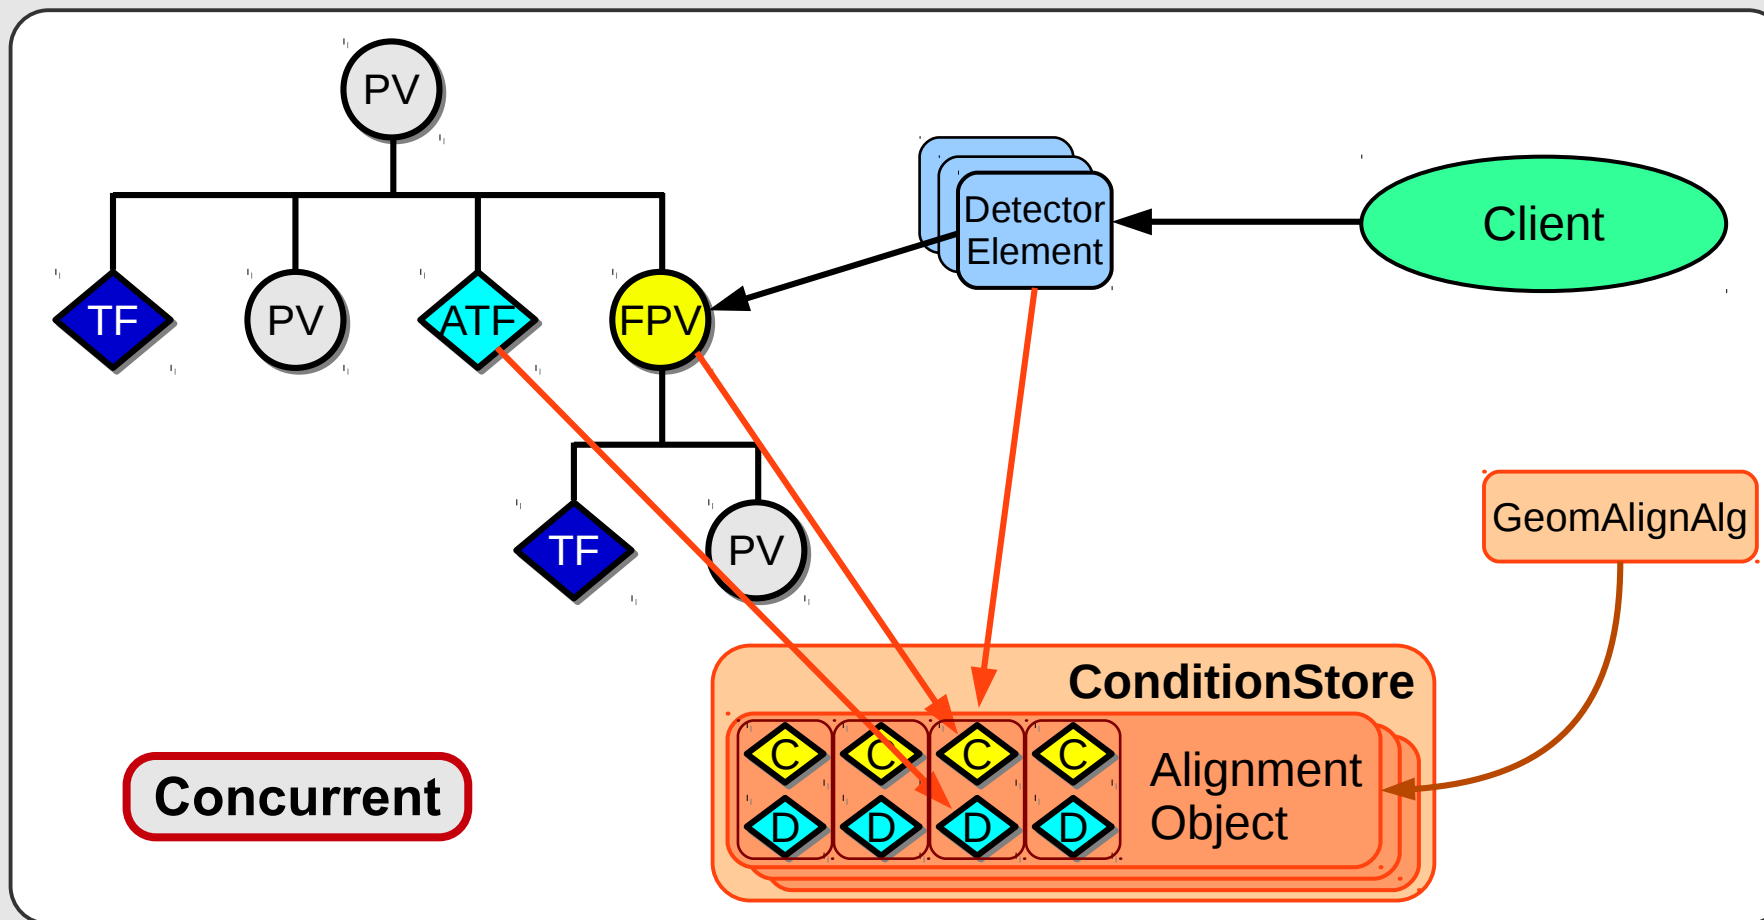 PV
Detector
Element
Client
TF
PV
ATF
FPV
TF
PV
GeomAlignAlg
ConditionStore
C
C
C
C
Alignment
Object
D
D
D
D
Concurrent